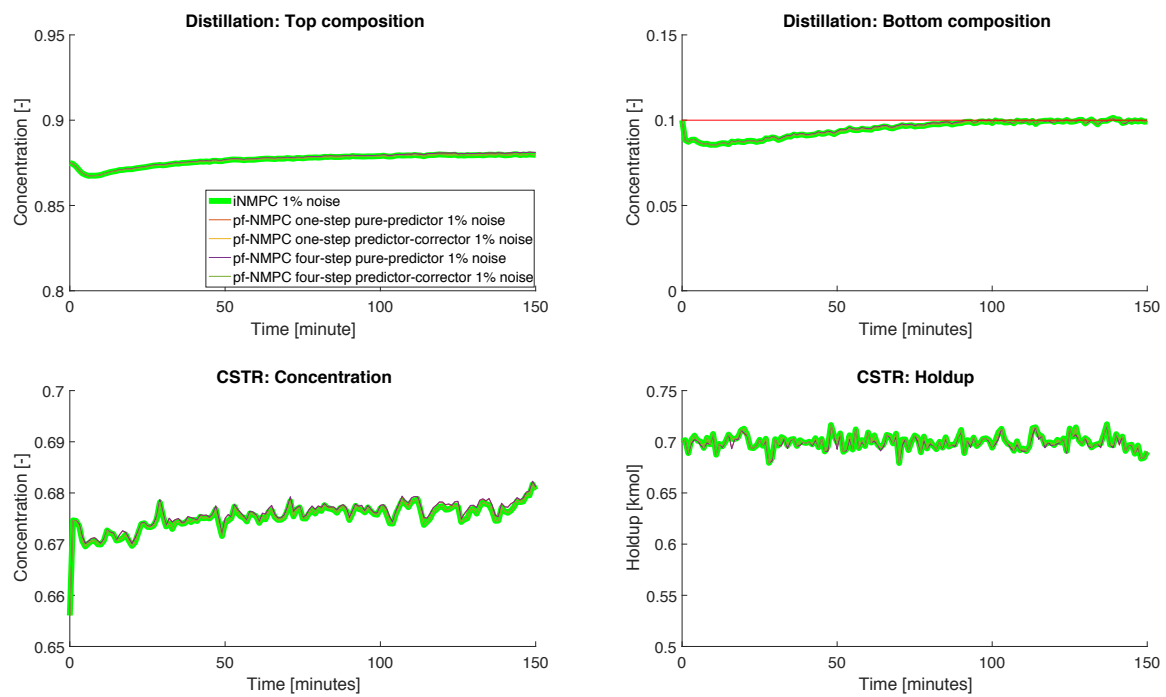 Distillation: Top composition
0.95
0.9
0.85
0.8
Concentration [-]
0
50
100
150
Time [minute]
iNMPC 1% noise
pf-NMPC one-step pure-predictor 1% noise
pf-NMPC one-step predictor-corrector 1% noise
pf-NMPC four-step pure-predictor 1% noise
pf-NMPC four-step predictor-corrector 1% noise
Distillation: Bottom composition
0.15
0.1
0.05
0
Concentration [-]
0
50
100
150
Time [minutes]
CSTR: Concentration
0.7
0.69
0.68
0.67
0.66
0.65
Concentration [-]
0
50
100
150
Time [minutes]
CSTR: Holdup
0.75
0.7
0.65
0.6
0.55
0.5
Holdup [kmol]
0
50
100
150
Time [minutes]